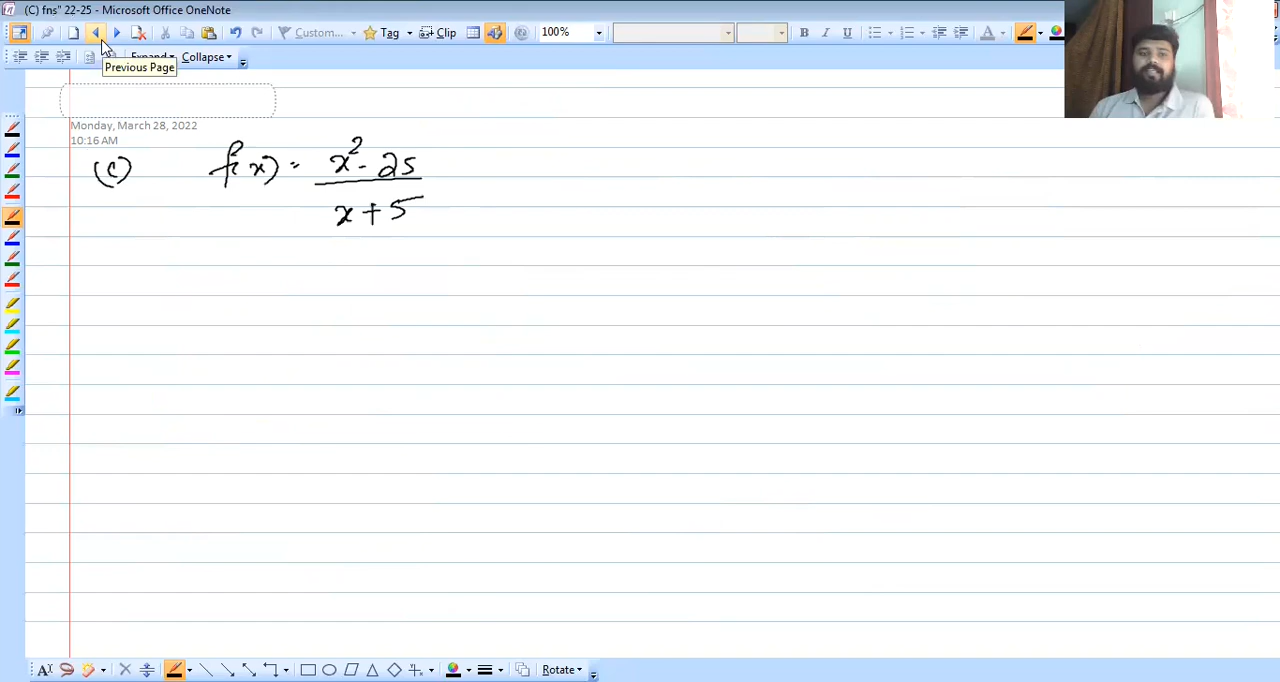 (C) fns" 22-25 - Microsoft Office OneNote
Custom... Tag Clip 100% B I U A
Expand Collapse
Previous Page
Monday, March 28, 2022
10:16 AM
(C) f(x) = x² - 25
x + 5
A Rotate